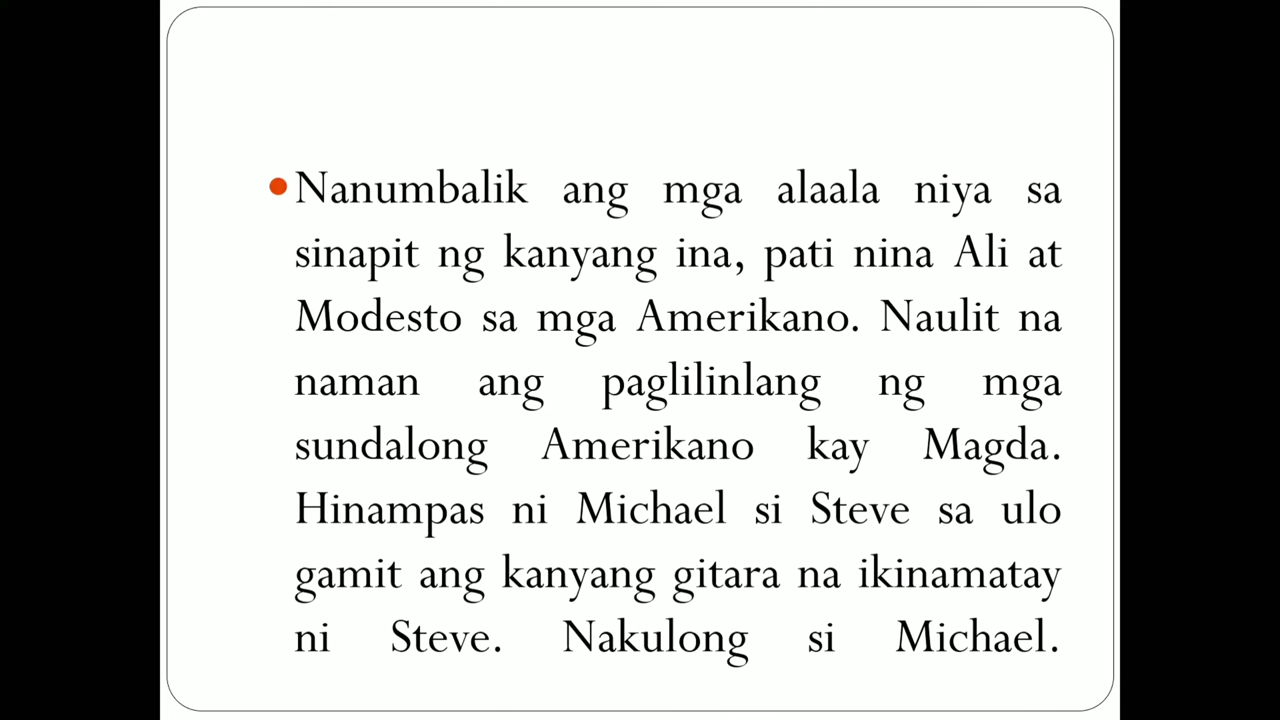 • Nanumbalik ang mga alaala niya sa
sinapit ng kanyang ina, pati nina Ali at
Modesto sa mga Amerikano. Naulit na
naman ang paglilinlang ng mga
sundalong Amerikano kay Magda.
Hinampas ni Michael si Steve sa ulo
gamit ang kanyang gitara na ikinamatay
ni Steve. Nakulong si Michael.